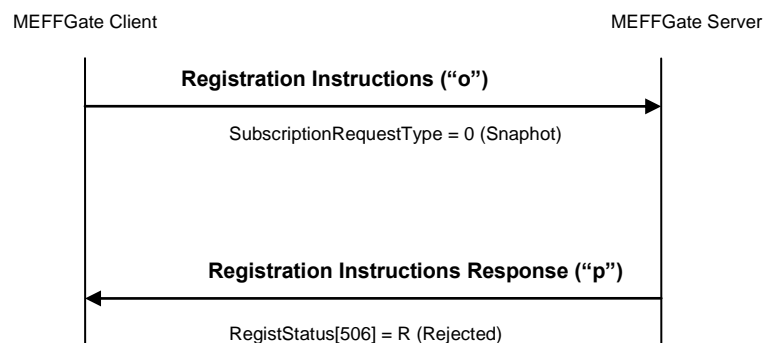 MEFFGate Client
MEFFGate Server
Registration Instructions (“o”)
SubscriptionRequestType = 0 (Snaphot)
Registration Instructions Response (“p”)
RegistStatus[506] = R (Rejected)